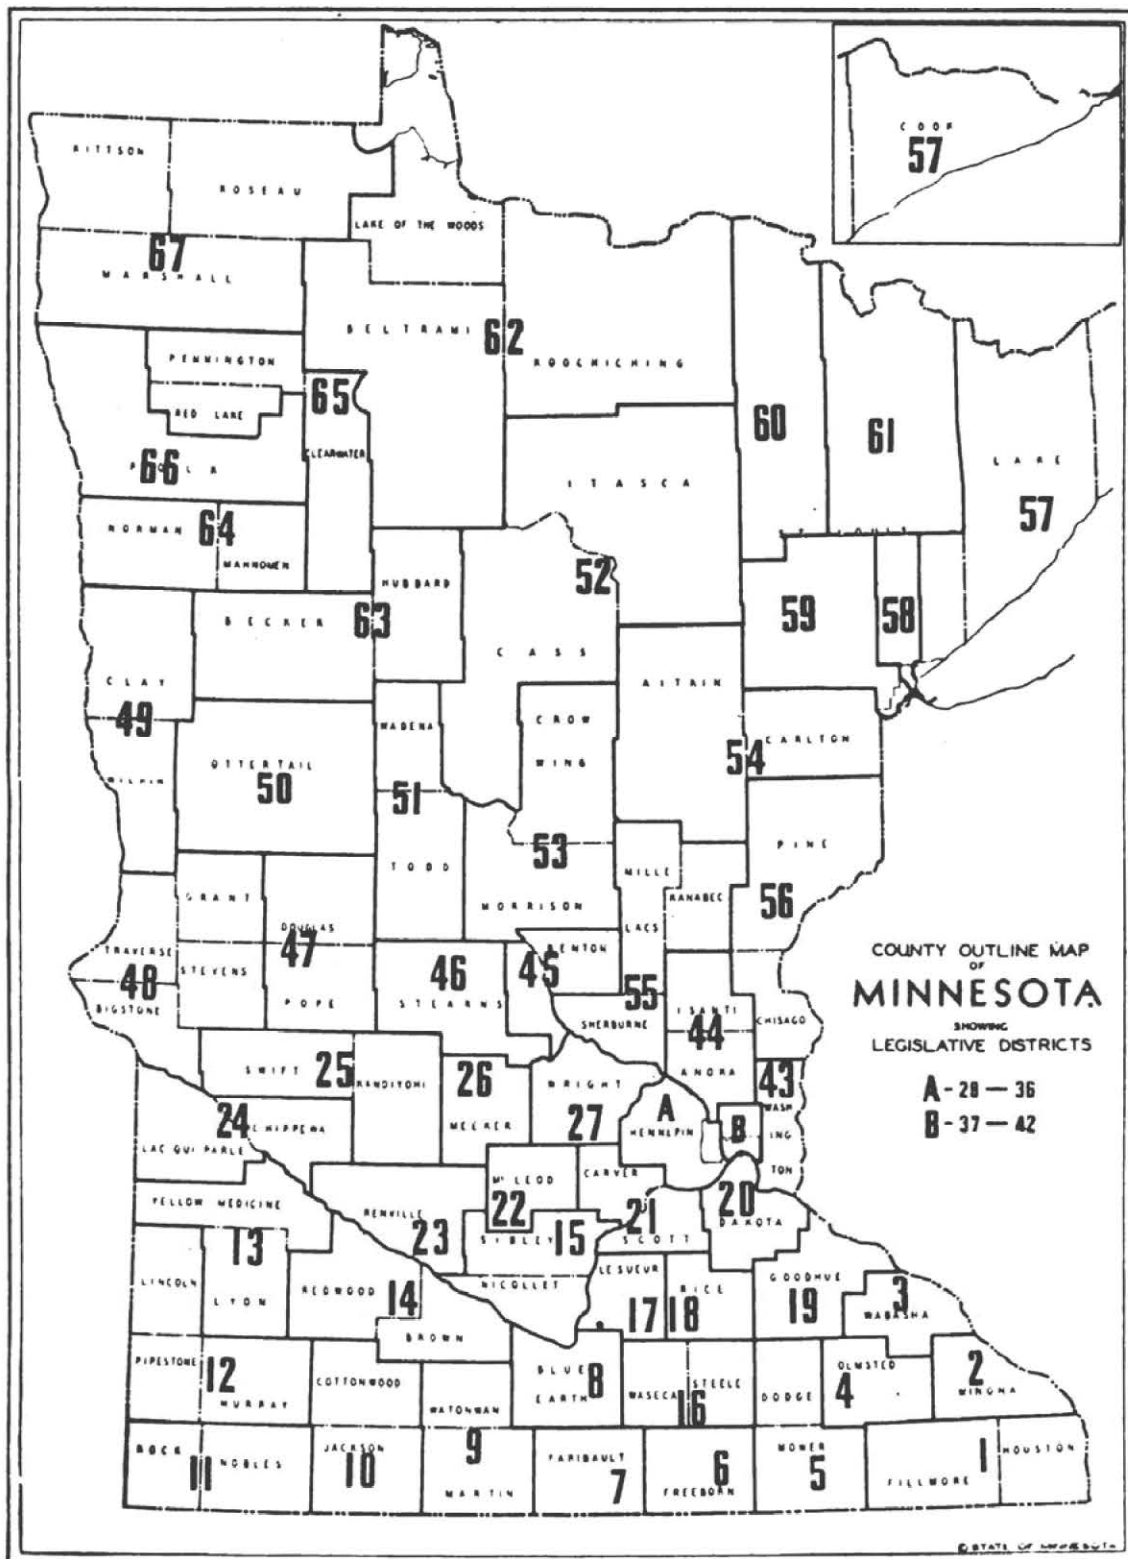 COOK
57
KITTSON
ROSEAU
LAKE OF THE WOODS
67
MARSHALL
BELTRAMI
62
KOOCHICHING
PENNINGTON
65
RED LAKE
60
61
CLEARWATER
LAKE
POLK
66
ITASCA
57
NORMAN
64
MAHNOMEN
HUBBARD
52
BECKER
63
59
58
CASS
CLAY
AITKIN
49
WADENA
CROW
WING
CARLTON
54
WILKIN
OTTERTAIL
50
51
TODD
53
PINE
MILLE
LACS
GRANT
KANABEC
MORRISON
56
DOUGLAS
47
TRAVERSE
48
BIGSTONE
STEVENS
POPE
46
STEARNS
BENTON
45
COUNTY OUTLINE MAP
OF
MINNESOTA
SHOWING
LEGISLATIVE DISTRICTS
A - 28 — 36
B - 37 — 42
55
SHERBURNE
ISANTI
44
CHISAGO
SWIFT
25
KANDIYOHI
26
MEEKER
WRIGHT
27
ANOKA
43
WASH
ING
TON
A
HENNEPIN
B
24
CHIPPEWA
LAC QUI PARLE
MCLEOD
22
CARVER
YELLOW MEDICINE
RENVILLE
23
SIBLEY
15
21
SCOTT
20
DAKOTA
13
LINCOLN
LYON
REDWOOD
14
NICOLLET
LESUEUR
17
RICE
18
GOODHUE
19
3
WABASHA
BROWN
PIPESTONE
12
MURRAY
COTTONWOOD
WATONWAN
BLUE
EARTH
8
WASECA
STEELE
16
DODGE
OLMSTED
4
2
WINONA
ROCK
11
NOBLES
JACKSON
10
9
MARTIN
FARIBAULT
7
6
FREEBORN
MOWER
5
FILLMORE
1
HOUSTON
© STATE OF MINNESOTA